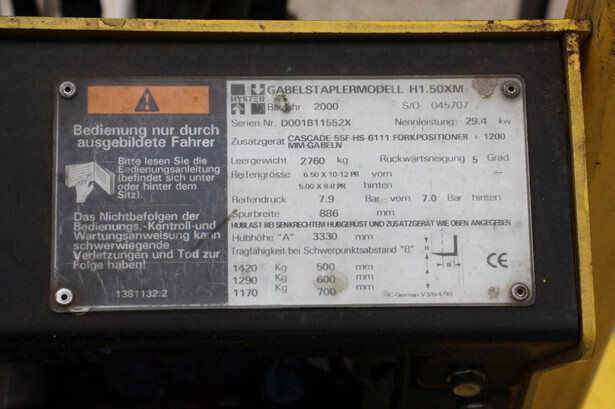 Bedienung nur durch
ausgebildete Fahrer
Bitte lesen Sie die
Bedienungsanleitung
(befindet sich unter
oder hinter dem
Sitz).
Das Nichtbefolgen der
Bedienungs,-Kontroll-und
Wartungsanweisung kann
schwerwiegende
Verletzungen und Tod zur
Folge haben!
1381132:2
HYSTER
GABELSTAPLERMODELL H1.50XM
Baujahr 2000 S/O 045707
Serien Nr. D001B11552X Nennleistung: 29.4 kw
Zusatzgerät CASCADE 55F-HS-6111 FORKPOSITIONER + 1200
MM-GABELN
Leergewicht 2760 kg Rückwärtsneigung 5 Grad
Reifengrösse 6.50 X 10-12 PR vorn
5.00 X 8-8 PR hinten
Reifendruck 7.9 Bar vorn 7.0 Bar hinten
Spurbreite 886 mm
HUBLAST BEI SENKRECHTEM HUBGERÜST UND ZUSATZGERÄT WIE OBEN ANGEGEBEN
Hubhöhe "A" 3330 mm
Tragfähigkeit bei Schwerpunktsabstand "B"
1420 Kg 500 mm
1290 Kg 600 mm
1170 Kg 700 mm
B
A
CE